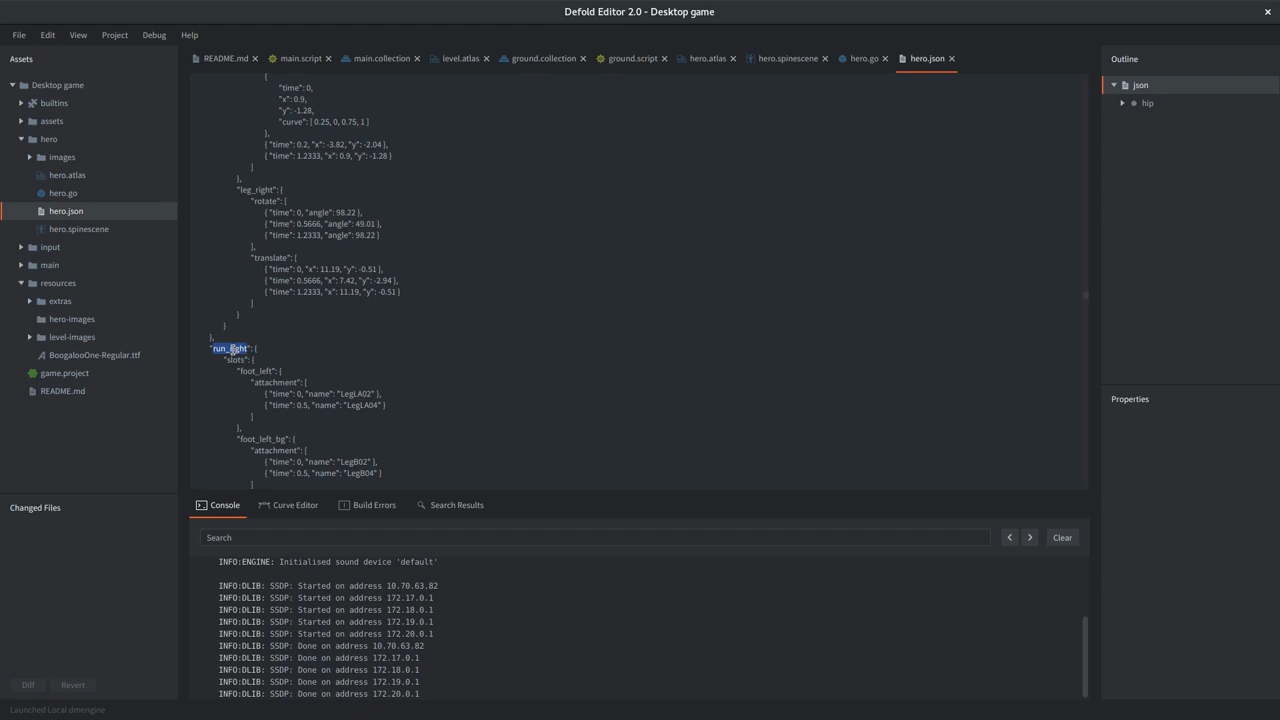 Defold Editor 2.0 - Desktop game
File Edit View Project Debug Help
Assets
Desktop game
builtins
assets
hero
images
hero.atlas
hero.go
hero.json
hero.spinescene
input
main
resources
extras
hero-images
level-images
BoogalooOne-Regular.ttf
game.project
README.md
Changed Files
Diff Revert
Launched Local dmengine
README.md main.script main.collection level.atlas ground.collection ground.script hero.atlas hero.spinescene hero.go hero.json
{
"time": 0,
"x": 0.9,
"y": -1.28,
"curve": [ 0.25, 0, 0.75, 1 ]
},
{ "time": 0.2, "x": -3.82, "y": -2.04 },
{ "time": 1.2333, "x": 0.9, "y": -1.28 }
]
},
"leg_right": {
"rotate": [
{ "time": 0, "angle": 98.22 },
{ "time": 0.5666, "angle": 49.01 },
{ "time": 1.2333, "angle": 98.22 }
],
"translate": [
{ "time": 0, "x": 11.19, "y": -0.51 },
{ "time": 0.5666, "x": 7.42, "y": -2.94 },
{ "time": 1.2333, "x": 11.19, "y": -0.51 }
]
}
}
},
"run_right": {
"slots": {
"foot_left": {
"attachment": [
{ "time": 0, "name": "LegLA02" },
{ "time": 0.5, "name": "LegLA04" }
]
},
"foot_left_bg": {
"attachment": [
{ "time": 0, "name": "LegB02" },
{ "time": 0.5, "name": "LegB04" }
]
Console Curve Editor Build Errors Search Results
Search
Clear
INFO:ENGINE: Initialised sound device 'default'
INFO:DLIB: SSDP: Started on address 10.70.63.82
INFO:DLIB: SSDP: Started on address 172.17.0.1
INFO:DLIB: SSDP: Started on address 172.18.0.1
INFO:DLIB: SSDP: Started on address 172.19.0.1
INFO:DLIB: SSDP: Started on address 172.20.0.1
INFO:DLIB: SSDP: Done on address 10.70.63.82
INFO:DLIB: SSDP: Done on address 172.17.0.1
INFO:DLIB: SSDP: Done on address 172.18.0.1
INFO:DLIB: SSDP: Done on address 172.19.0.1
INFO:DLIB: SSDP: Done on address 172.20.0.1
Outline
json
hip
Properties